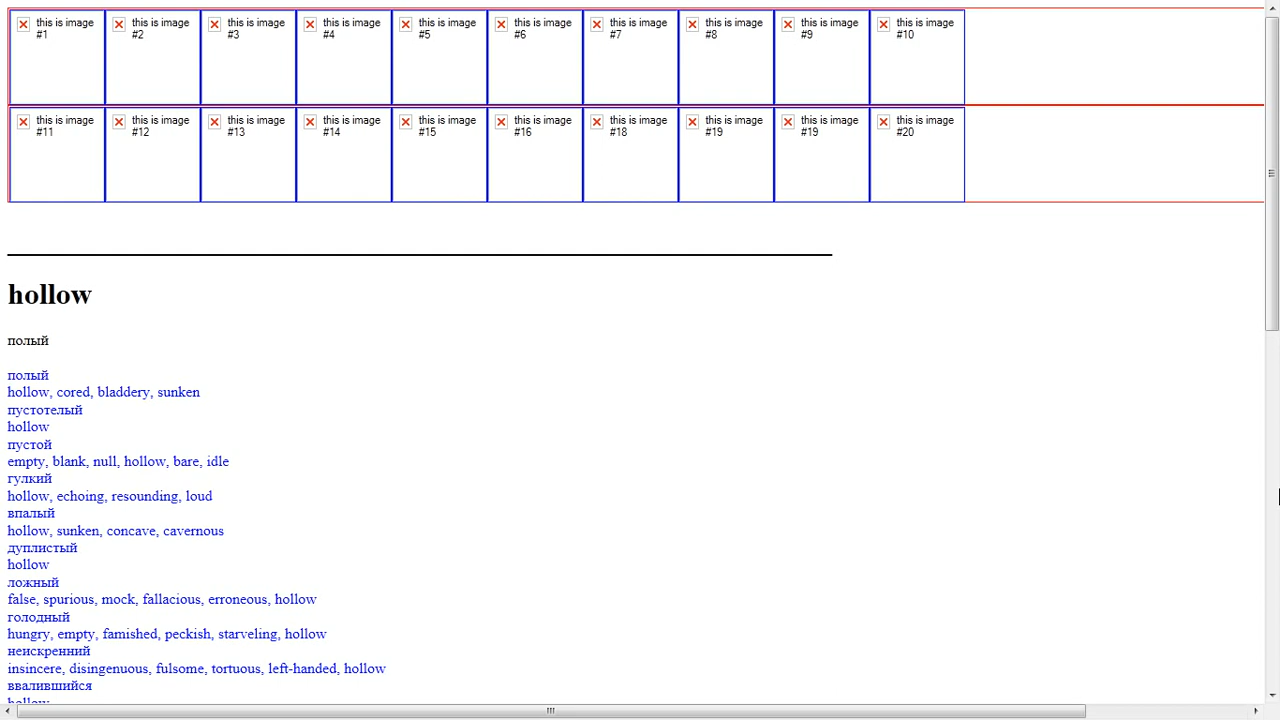 this is image #1 this is image #2 this is image #3 this is image #4 this is image #5 this is image #6 this is image #7 this is image #8 this is image #9 this is image #10
this is image #11 this is image #12 this is image #13 this is image #14 this is image #15 this is image #16 this is image #18 this is image #19 this is image #19 this is image #20
hollow
полый
полый
hollow, cored, bladdery, sunken
пустотелый
hollow
пустой
empty, blank, null, hollow, bare, idle
гулкий
hollow, echoing, resounding, loud
впалый
hollow, sunken, concave, cavernous
дуплистый
hollow
ложный
false, spurious, mock, fallacious, erroneous, hollow
голодный
hungry, empty, famished, peckish, starveling, hollow
неискренний
insincere, disingenuous, fulsome, tortuous, left-handed, hollow
ввалившийся
hollow